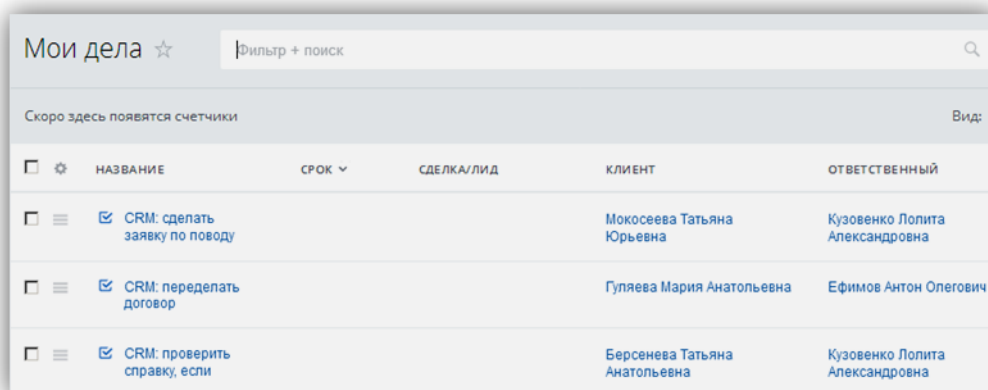 Мои дела
Фильтр + поиск
Скоро здесь появятся счетчики
Вид:
НАЗВАНИЕ СРОК СДЕЛКА/ЛИД КЛИЕНТ ОТВЕТСТВЕННЫЙ
CRM: сделать Мокосеева Татьяна Кузовенко Лолита
заявку по поводу Юрьевна Александровна
CRM: переделать Гуляева Мария Анатольевна Ефимов Антон Олегович
договор
CRM: проверить Берсенева Татьяна Кузовенко Лолита
справку, если Анатольевна Александровна